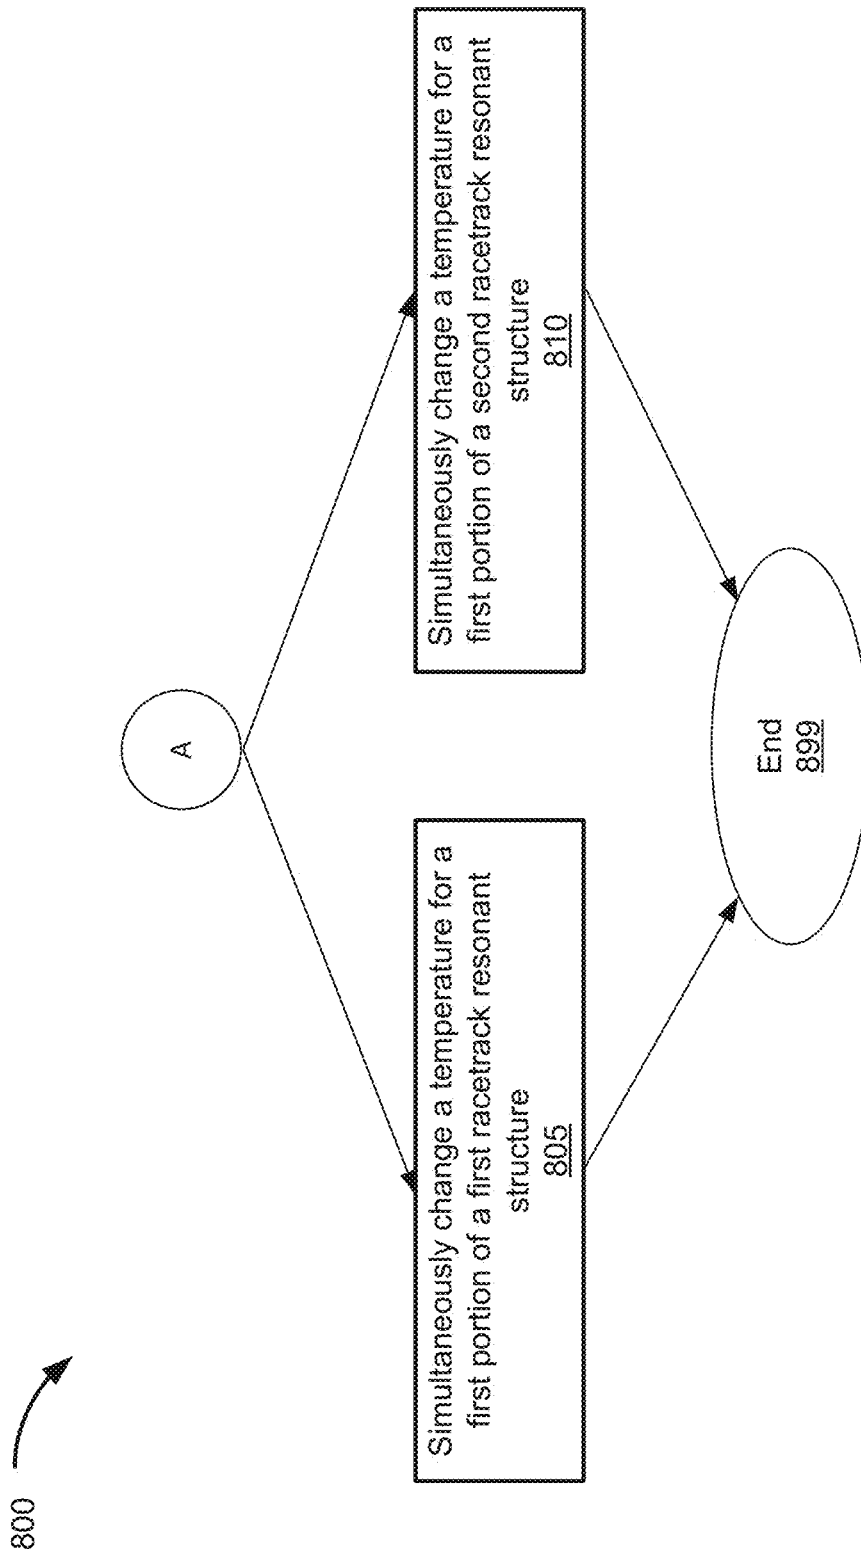 800
A
Simultaneously change a temperature for a
first portion of a first racetrack resonant
structure
805
Simultaneously change a temperature for a
first portion of a second racetrack resonant
structure
810
End
899